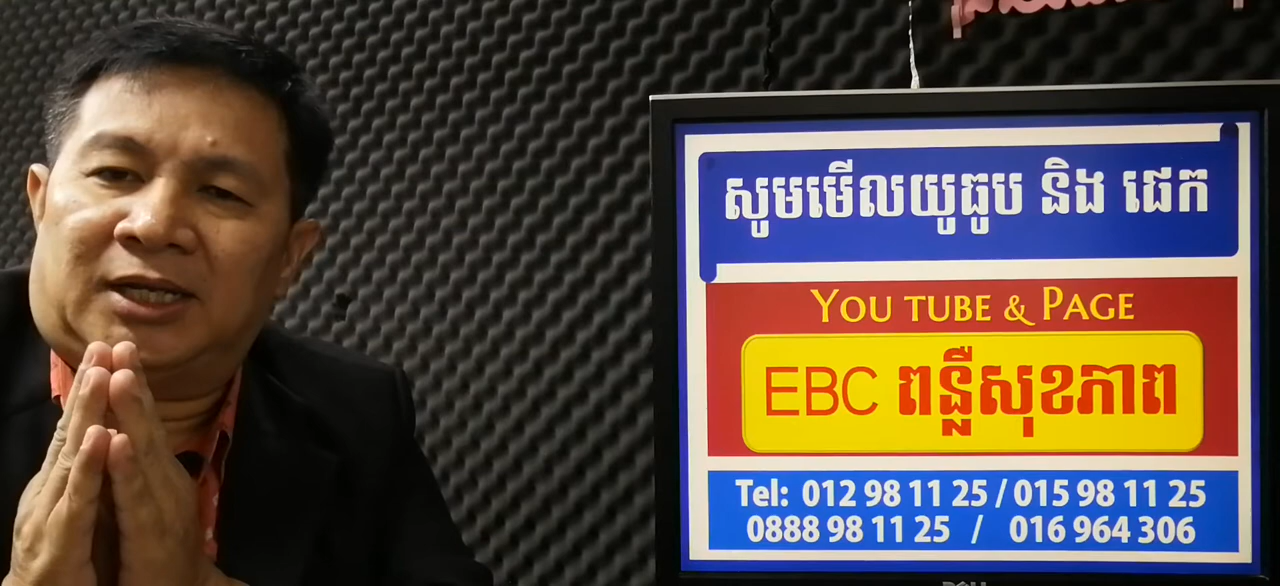 សូមមើលយូធូប និង ផេក
YOU TUBE & PAGE
EBC ពន្លឺសុខភាព
Tel: 012 98 11 25 / 015 98 11 25
0888 98 11 25 / 016 964 306